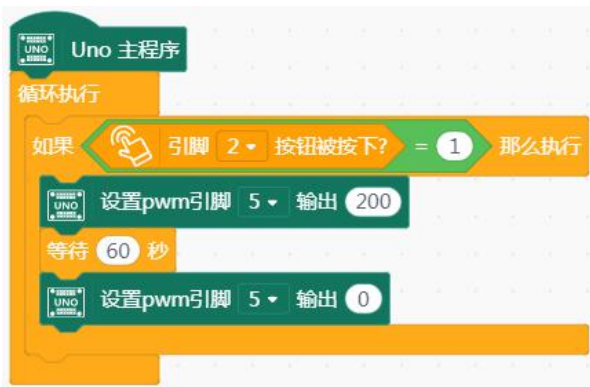 UNO Uno 主程序
循环执行
如果 引脚 2 按钮被按下? = 1 那么执行
UNO 设置pwm引脚 5 输出 200
等待 60 秒
UNO 设置pwm引脚 5 输出 0